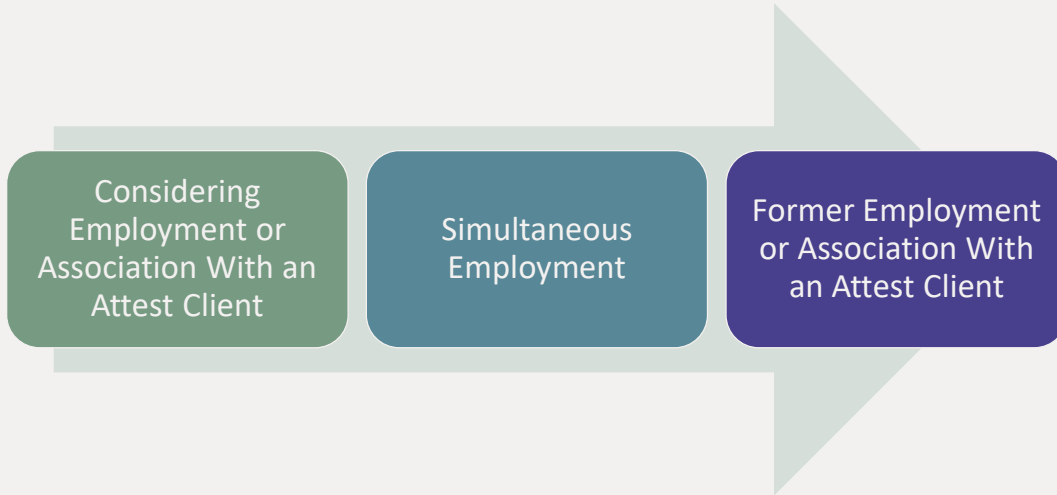 Considering
Employment or
Association With an
Attest Client
Simultaneous
Employment
Former Employment
or Association With
an Attest Client